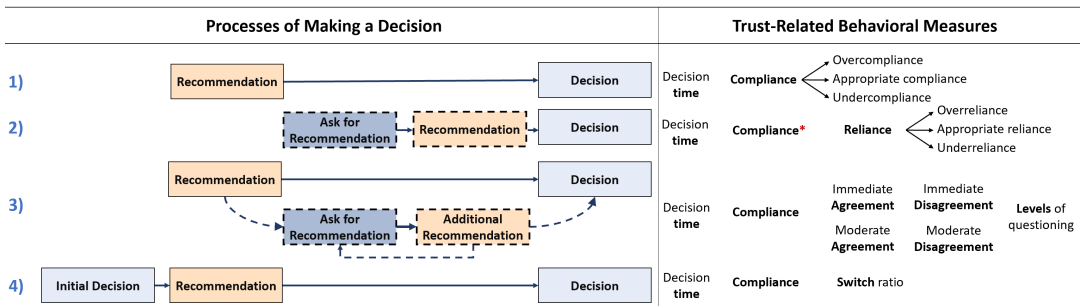 Processes of Making a Decision
Trust-Related Behavioral Measures
1)
Recommendation
Decision
Decision
time
Compliance
Overcompliance
Appropriate compliance
Undercompliance
2)
Ask for
Recommendation
Recommendation
Decision
Decision
time
Compliance*
Reliance
Overreliance
Appropriate reliance
Underreliance
3)
Recommendation
Decision
Ask for
Recommendation
Additional
Recommendation
Decision
time
Compliance
Immediate
Agreement
Immediate
Disagreement
Moderate
Agreement
Moderate
Disagreement
Levels of
questioning
4)
Initial Decision
Recommendation
Decision
Decision
time
Compliance
Switch ratio